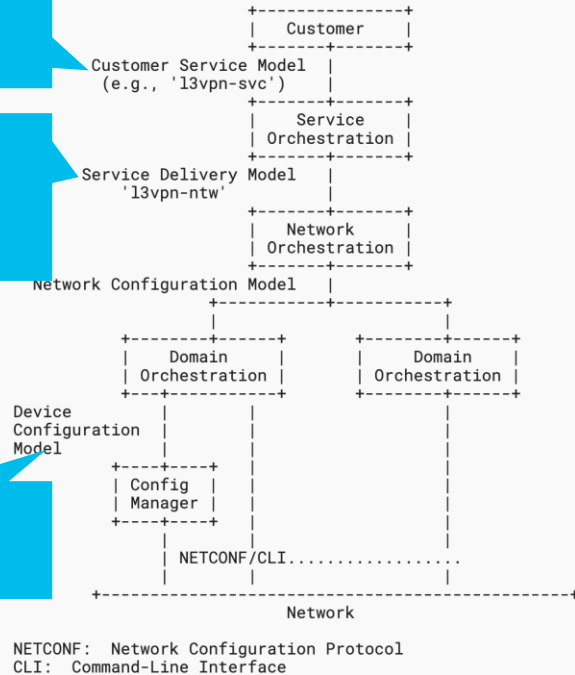 +---------------+
|   Customer    |
+-------+-------+
Customer Service Model  |
(e.g., 'l3vpn-svc')     |
+-------+-------+
|    Service    |
| Orchestration |
+-------+-------+
Service Delivery Model   |
'l3vpn-ntw'          |
+-------+-------+
|   Network     |
| Orchestration |
+-------+-------+
Network Configuration Model   |
+-----------+-----------+
|                       |
+--------+------+       +--------+------+
|    Domain     |       |     Domain    |
| Orchestration |       | Orchestration |
+---+-----------+       +--------+------+
Device        |        |                    |
Configuration |        |                    |
Model         |        |                    |
+----+----+   |                    |
| Config  |   |                    |
| Manager |   |                    |
+----+----+   |                    |
|        |                    |
| NETCONF/CLI..................
|        |                    |
+------------------------------------------------+
Network
NETCONF:  Network Configuration Protocol
CLI:  Command-Line Interface